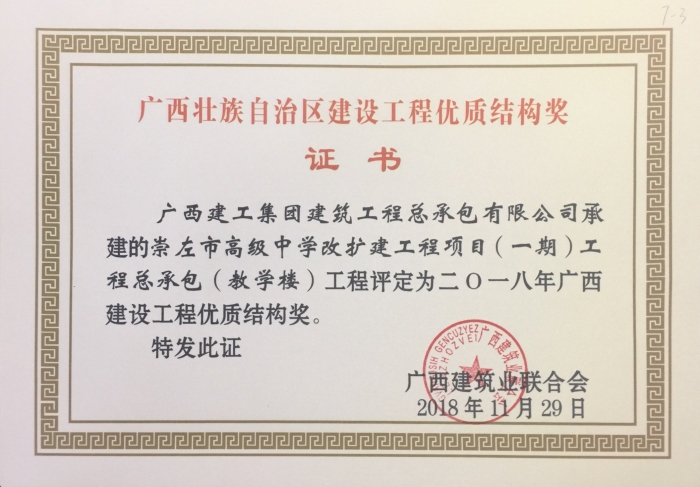 7-3
广西壮族自治区建设工程优质结构奖
证书
广西建工集团建筑工程总承包有限公司承
建的崇左市高级中学改扩建工程项目（一期）工
程总承包（教学楼）工程评定为二〇一八年广西
建设工程优质结构奖。
特发此证
广西建筑业联合会
2018年11月29日